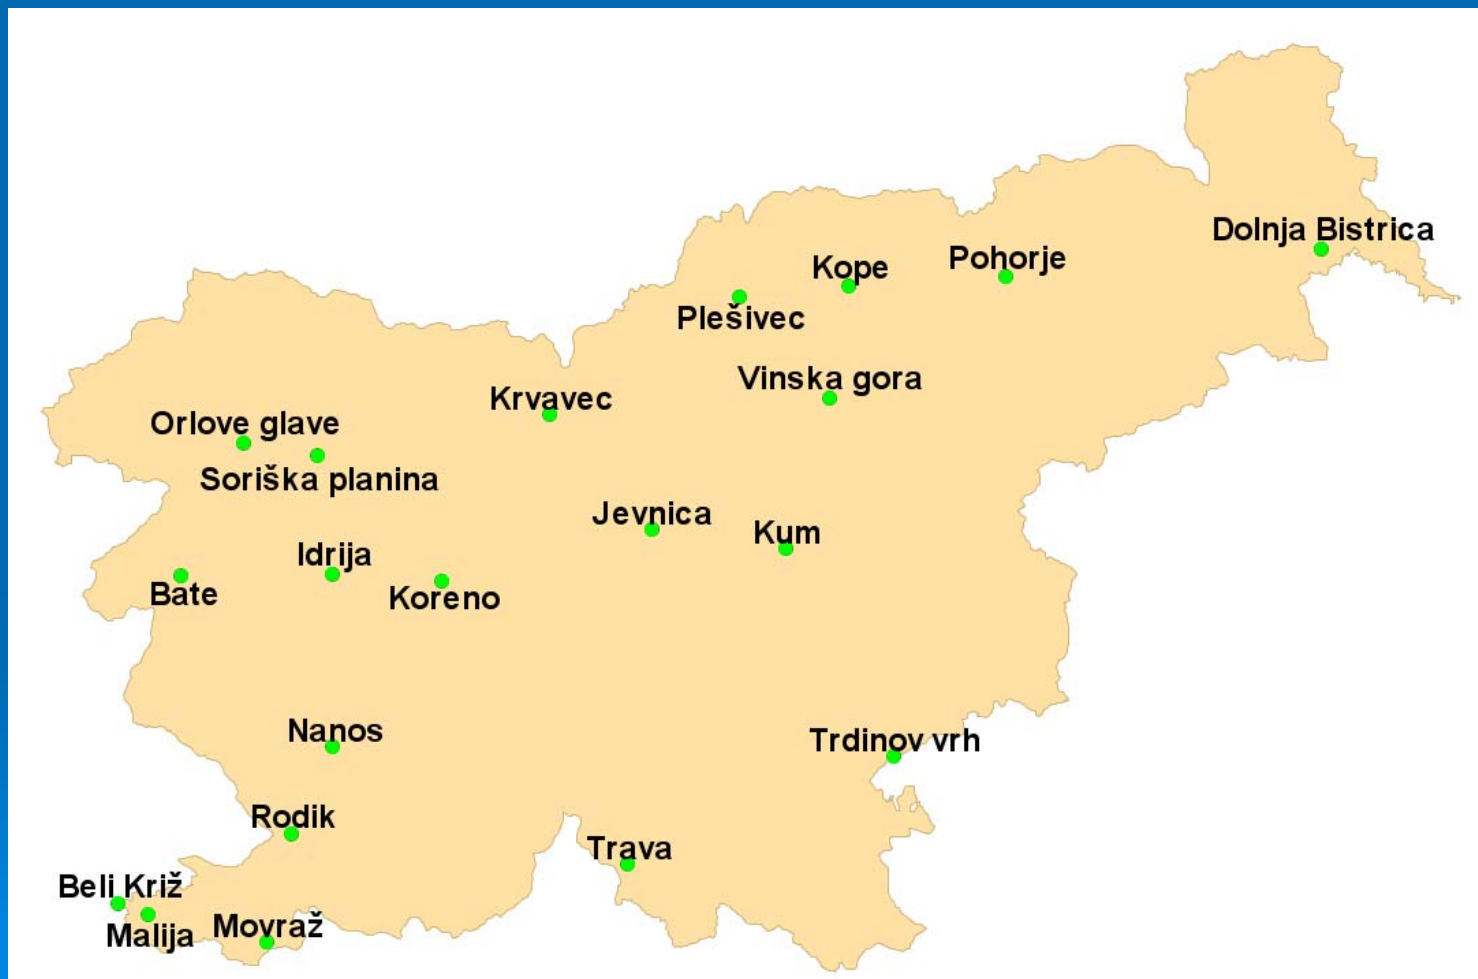 Dolnja Bistrica
Pohorje
Kope
Plešivec
Vinska gora
Krvavec
Orlove glave
Soriška planina
Jevnica
Kum
Idrija
Bate
Koreno
Nanos
Trdinov vrh
Rodik
Trava
Beli Križ
Movraž
Malija